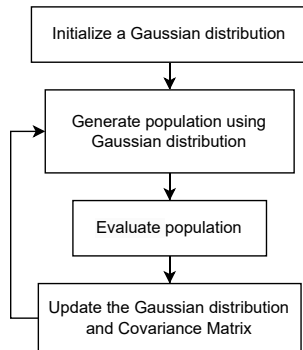 Initialize a Gaussian distribution
Generate population using
Gaussian distribution
Evaluate population
Update the Gaussian distribution
and Covariance Matrix